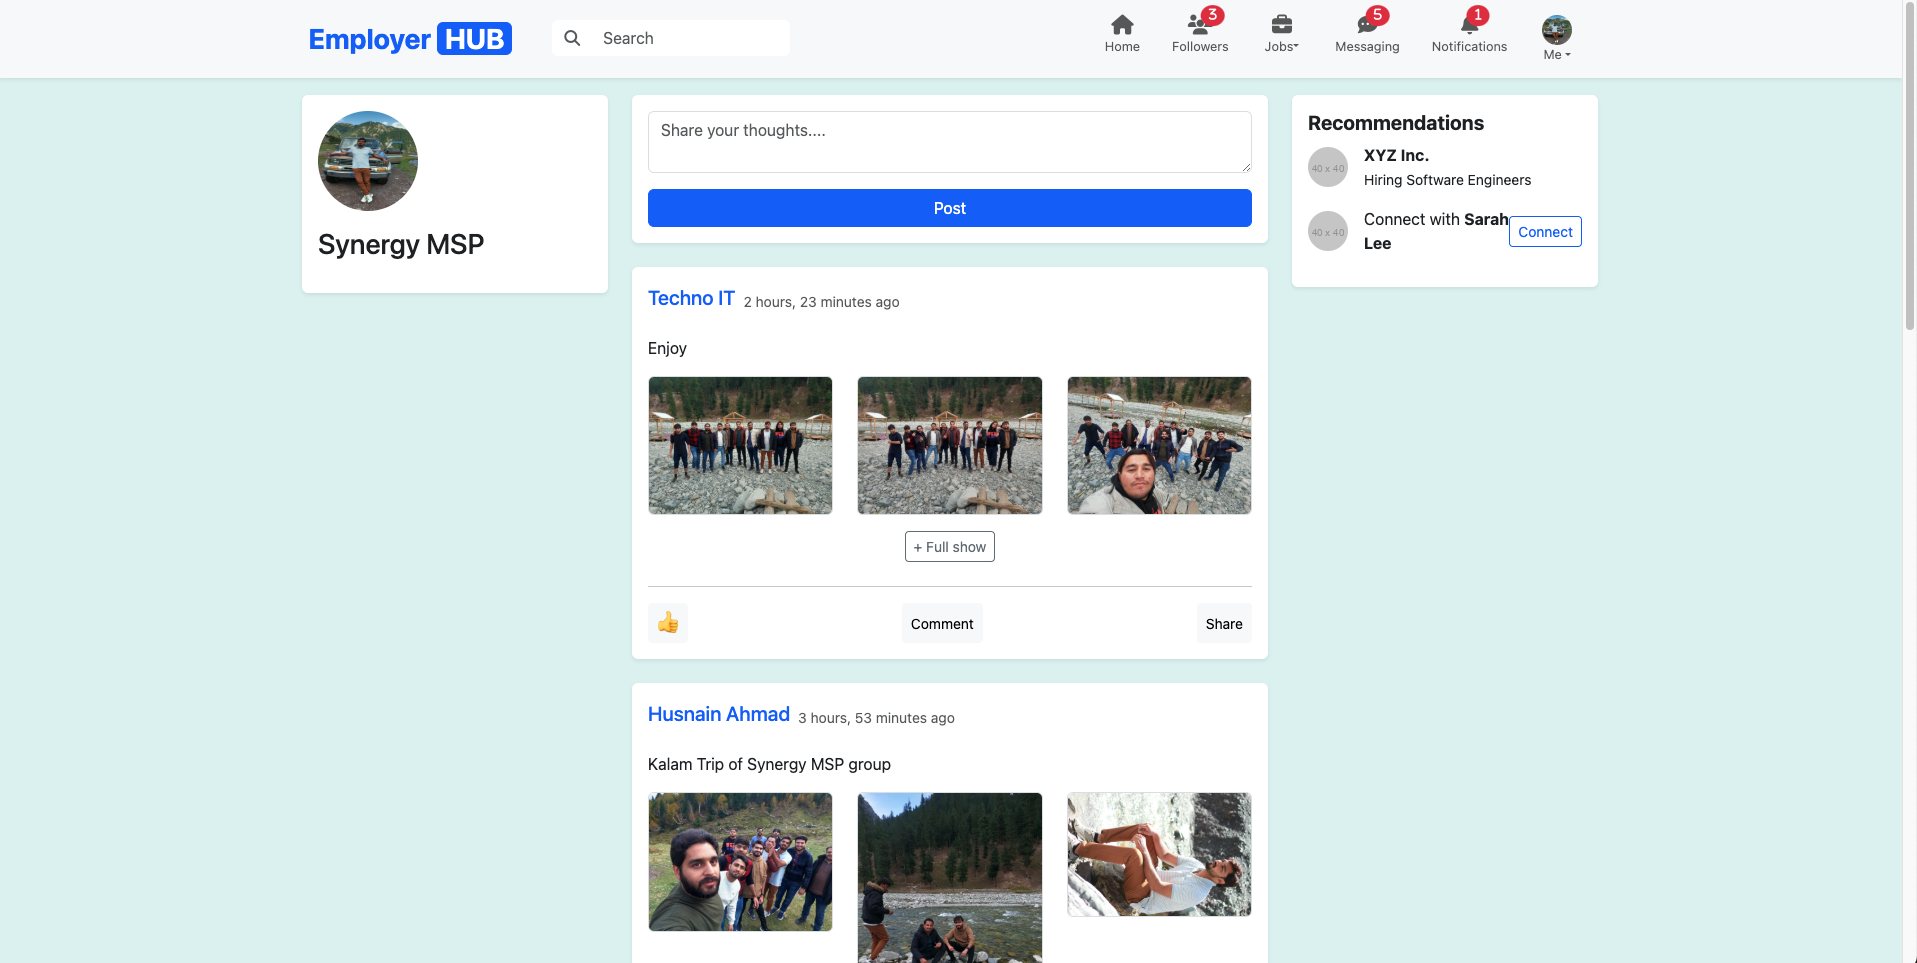 Employer HUB
Search
Home
3
Followers
Jobs
5
Messaging
1
Notifications
Me
Synergy MSP
Share your thoughts....
Post
Techno IT 2 hours, 23 minutes ago
Enjoy
+ Full show
Comment
Share
Husnain Ahmad 3 hours, 53 minutes ago
Kalam Trip of Synergy MSP group
Recommendations
40 x 40
XYZ Inc.
Hiring Software Engineers
40 x 40
Connect with Sarah
Lee
Connect